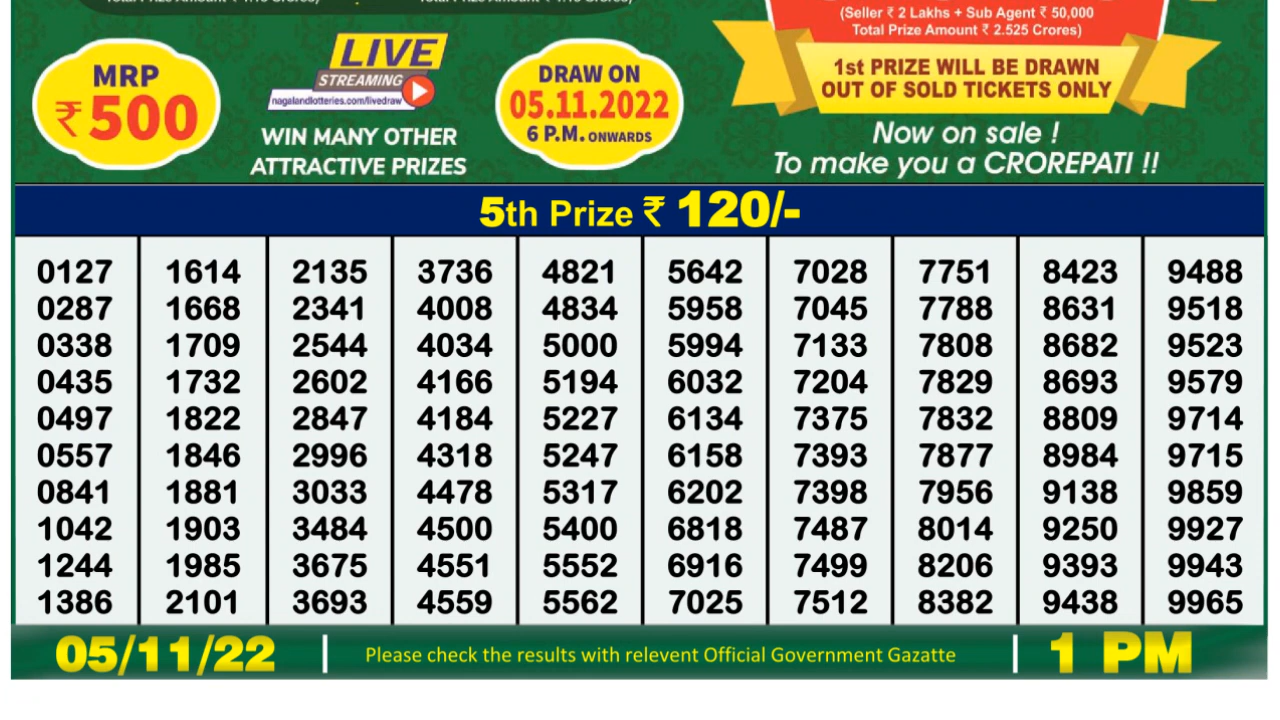 Total Prize Amount ₹ 1.10 Crores)
(Seller ₹ 2 Lakhs + Sub Agent ₹ 50,000
Total Prize Amount ₹ 2.525 Crores)
MRP
₹500
LIVE
STREAMING
nagalandlotteries.com/livedraw
WIN MANY OTHER
ATTRACTIVE PRIZES
DRAW ON
05.11.2022
6 P.M. ONWARDS
1st PRIZE WILL BE DRAWN
OUT OF SOLD TICKETS ONLY
Now on sale !
To make you a CROREPATI !!
5th Prize ₹ 120/-
0127 1614 2135 3736 4821 5642 7028 7751 8423 9488
0287 1668 2341 4008 4834 5958 7045 7788 8631 9518
0338 1709 2544 4034 5000 5994 7133 7808 8682 9523
0435 1732 2602 4166 5194 6032 7204 7829 8693 9579
0497 1822 2847 4184 5227 6134 7375 7832 8809 9714
0557 1846 2996 4318 5247 6158 7393 7877 8984 9715
0841 1881 3033 4478 5317 6202 7398 7956 9138 9859
1042 1903 3484 4500 5400 6818 7487 8014 9250 9927
1244 1985 3675 4551 5552 6916 7499 8206 9393 9943
1386 2101 3693 4559 5562 7025 7512 8382 9438 9965
05/11/22 | Please check the results with relevent Official Government Gazatte | 1 PM